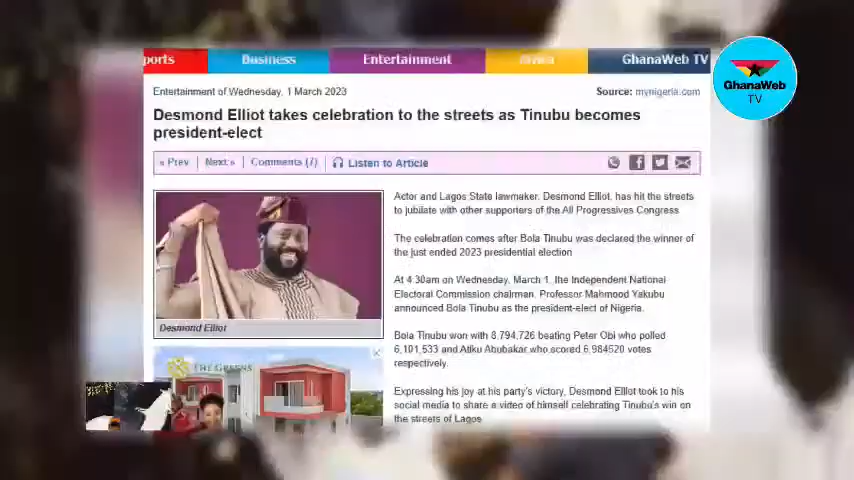 ports Business Entertainment Africa GhanaWeb TV
GhanaWeb
TV
Entertainment of Wednesday, 1 March 2023 Source: mynigeria.com
Desmond Elliot takes celebration to the streets as Tinubu becomes
president-elect
« Prev Next » Comments (7) Listen to Article
Actor and Lagos State lawmaker, Desmond Elliot, has hit the streets
to jubilate with other supporters of the All Progressives Congress
The celebration comes after Bola Tinubu was declared the winner of
the just ended 2023 presidential election
At 4:30am on Wednesday, March 1, the Independent National
Electoral Commission chairman, Professor Mahmood Yakubu
announced Bola Tinubu as the president-elect of Nigeria.
Bola Tinubu won with 8,794,726 beating Peter Obi who polled
6,101,533 and Atiku Abubakar who scored 6,984520 votes
respectively.
Expressing his joy at his party's victory, Desmond Elliot took to his
social media to share a video of himself celebrating Tinubu's win on
the streets of Lagos
Desmond Elliot
THE GREENS